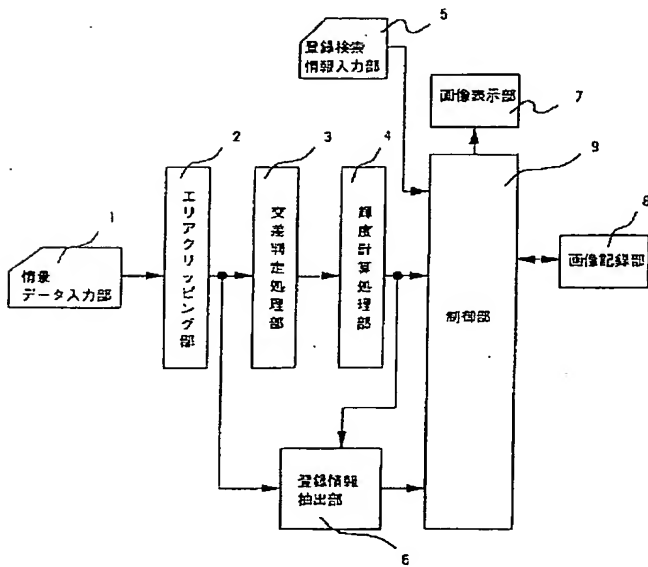 5
登録検索
情報入力部
画像表示部
7
2
3
4
9
8
1
情景
データ入力部
エリアクリッピング部
交差判定処理部
輝度計算処理部
制御部
画像記録部
登録情報
抽出部
6